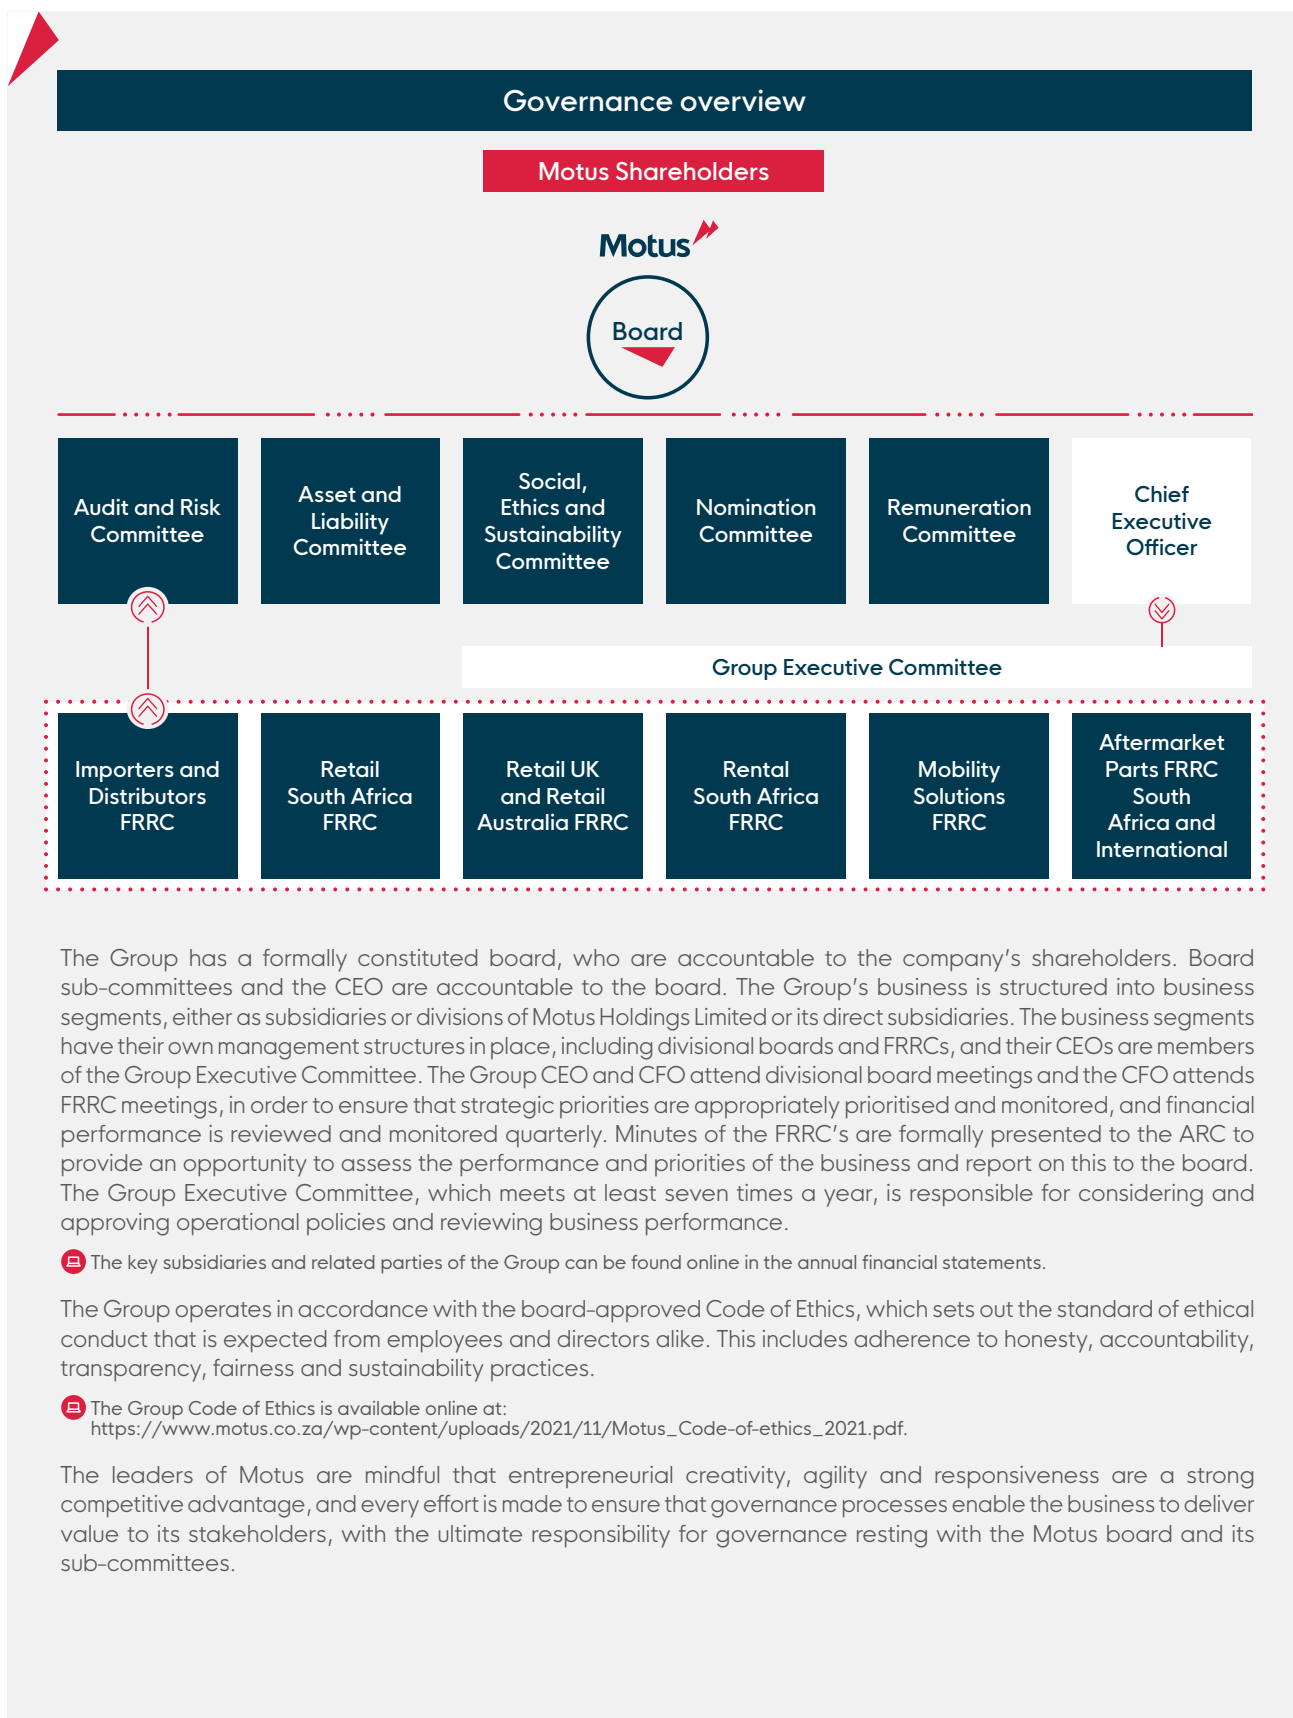 Governance overview
Motus Shareholders
Motus
Board
Audit and Risk
Committee
Asset and
Liability
Committee
Social,
Ethics and
Sustainability
Committee
Nomination
Committee
Remuneration
Committee
Chief
Executive
Officer
Group Executive Committee
Importers and
Distributors
FRRC
Retail
South Africa
FRRC
Retail UK
and Retail
Australia FRRC
Rental
South Africa
FRRC
Mobility
Solutions
FRRC
Aftermarket
Parts FRRC
South
Africa and
International
The Group has a formally constituted board, who are accountable to the company's shareholders. Board
sub-committees and the CEO are accountable to the board. The Group's business is structured into business
segments, either as subsidiaries or divisions of Motus Holdings Limited or its direct subsidiaries. The business segments
have their own management structures in place, including divisional boards and FRRCs, and their CEOs are members
of the Group Executive Committee. The Group CEO and CFO attend divisional board meetings and the CFO attends
FRRC meetings, in order to ensure that strategic priorities are appropriately prioritised and monitored, and financial
performance is reviewed and monitored quarterly. Minutes of the FRRC's are formally presented to the ARC to
provide an opportunity to assess the performance and priorities of the business and report on this to the board.
The Group Executive Committee, which meets at least seven times a year, is responsible for considering and
approving operational policies and reviewing business performance.
The key subsidiaries and related parties of the Group can be found online in the annual financial statements.
The Group operates in accordance with the board-approved Code of Ethics, which sets out the standard of ethical
conduct that is expected from employees and directors alike. This includes adherence to honesty, accountability,
transparency, fairness and sustainability practices.
The Group Code of Ethics is available online at:
https://www.motus.co.za/wp-content/uploads/2021/11/Motus_Code-of-ethics_2021.pdf.
The leaders of Motus are mindful that entrepreneurial creativity, agility and responsiveness are a strong
competitive advantage, and every effort is made to ensure that governance processes enable the business to deliver
value to its stakeholders, with the ultimate responsibility for governance resting with the Motus board and its
sub-committees.